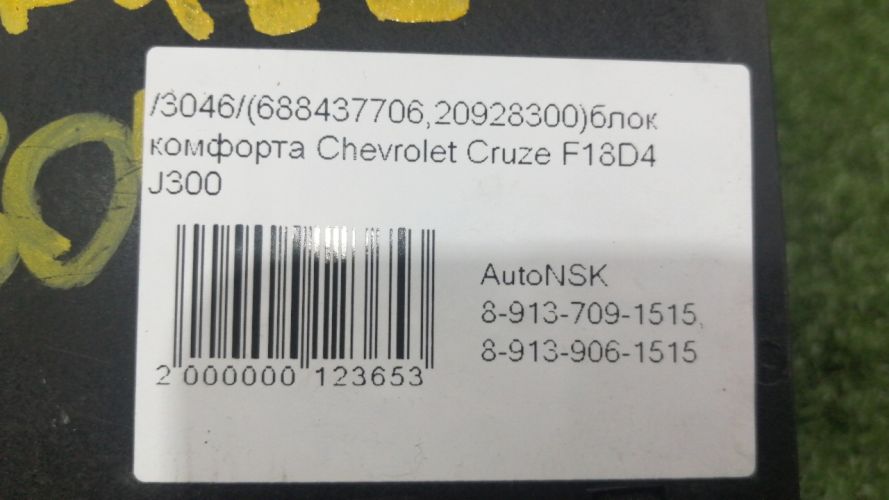 /3046/(688437706,20928300)блок
комфорта Chevrolet Cruze F18D4
J300
AutoNSK
8-913-709-1515,
8-913-906-1515
2 000000 123653